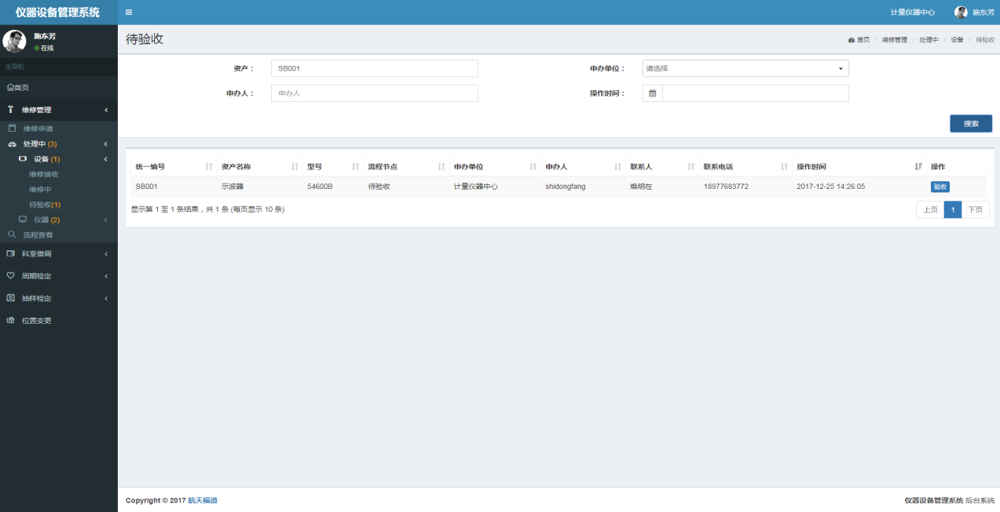 仪器设备管理系统
计量仪器中心 施东芳
施东芳
在线
主导航
首页
维修管理
维修申请
处理中 (3)
设备 (1)
维修接收
维修中
待验收(1)
仪器 (2)
流程查看
科室借调
周期检定
抽样检定
位置变更
待验收
首页 > 维修管理 > 处理中 > 设备 > 待验收
资产: SB001 申办单位: 请选择
申办人: 申办人 操作时间:
搜索
统一编号 资产名称 型号 流程节点 申办单位 申办人 联系人 联系电话 操作时间 操作
SB001 示波器 54600B 待验收 计量仪器中心 shidongfang 焕明在 18977683772 2017-12-25 14:26:05 验收
显示第 1 至 1 条结果,共 1 条 (每页显示 10 条) 上页 1 下页
Copyright © 2017 航天福道 仪器设备管理系统 后台系统